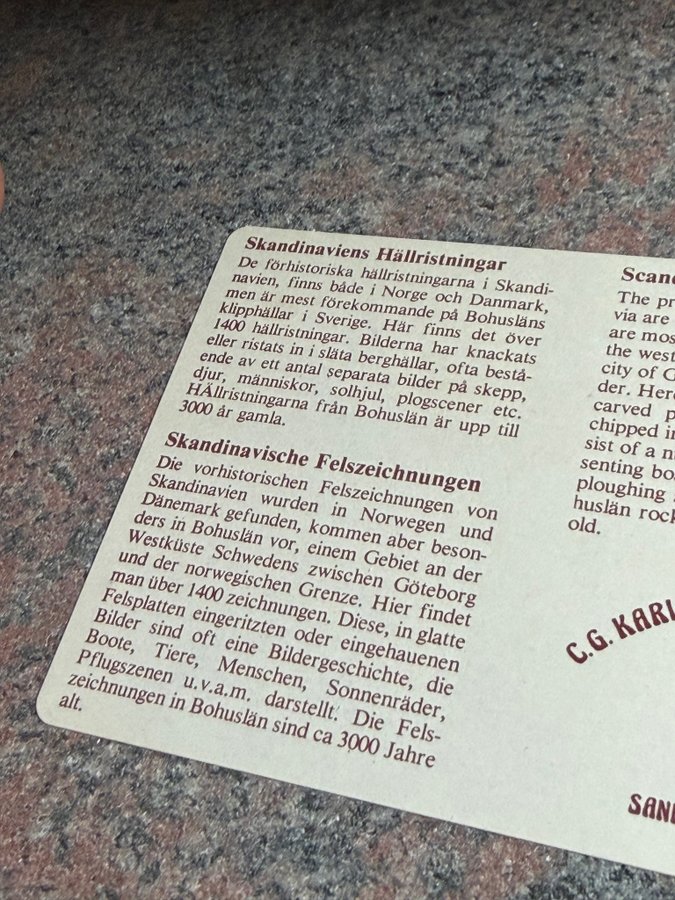 Skandinaviens Hällristningar
De förhistoriska hällristningarna i Skandi-
navien, finns både i Norge och Danmark,
men är mest förekommande på Bohusläns
klipphällar i Sverige. Här finns det över
1400 hällristningar. Bilderna har knackats
eller ristats in i släta berghällar, ofta bestå-
ende av ett antal separata bilder på skepp,
djur, människor, solhjul, plogscener etc.
HÄllristningarna från Bohuslän är upp till
3000 år gamla.
Skandinavische Felszeichnungen
Die vorhistorischen Felszeichnungen von
Skandinavien wurden in Norwegen und
Dänemark gefunden, kommen aber beson-
ders in Bohuslän vor, einem Gebiet an der
Westküste Schwedens zwischen Göteborg
und der norwegischen Grenze. Hier findet
man über 1400 zeichnungen. Diese, in glatte
Felsplatten eingeritzten oder eingehauenen
Bilder sind oft eine Bildergeschichte, die
Boote, Tiere, Menschen, Sonnenräder,
Pflugszenen u.v.a.m. darstellt. Die Fels-
zeichnungen in Bohuslän sind ca 3000 Jahre
alt.
Scand
The pr
via are
are mos
the west
city of G
der. Here
carved p
chipped in
sist of a n
senting bo
ploughing
huslän rock
old.
C.G. KARL
SAND